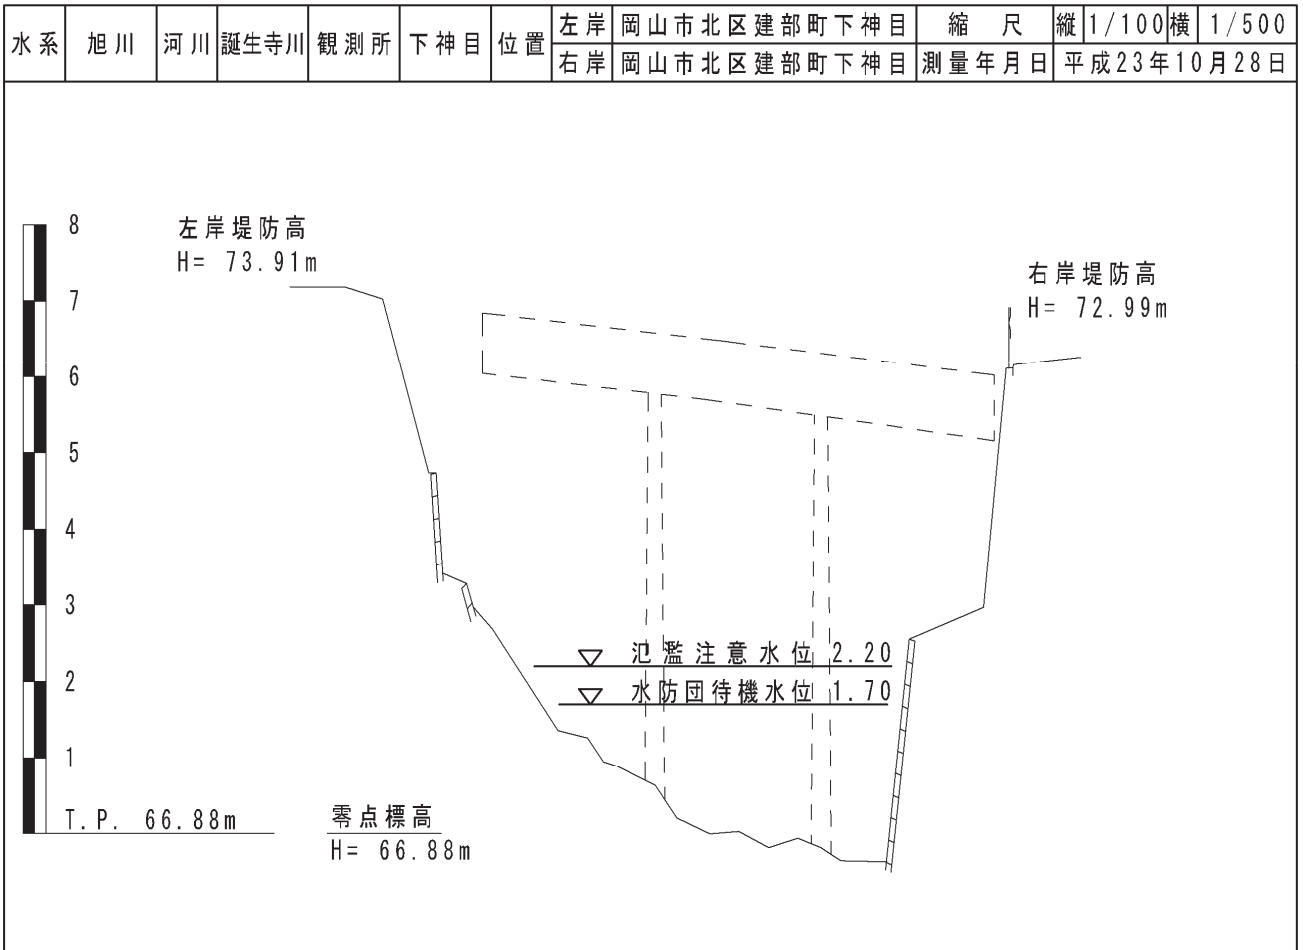 水系 旭川 河川 誕生寺川 観測所 下神目 位置 左岸 岡山市北区建部町下神目 縮尺 縦 1/100 横 1/500
右岸 岡山市北区建部町下神目 測量年月日 平成23年10月28日
8
左岸堤防高
H= 73.91m
右岸堤防高
H= 72.99m
7
6
5
4
3
氾濫注意水位 2.20
2
水防団待機水位 1.70
1
T.P. 66.88m
零点標高
H= 66.88m